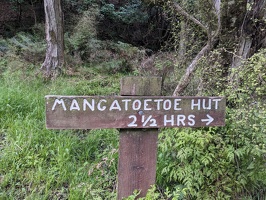 MANGATOETOE HUT
2½ HRS →